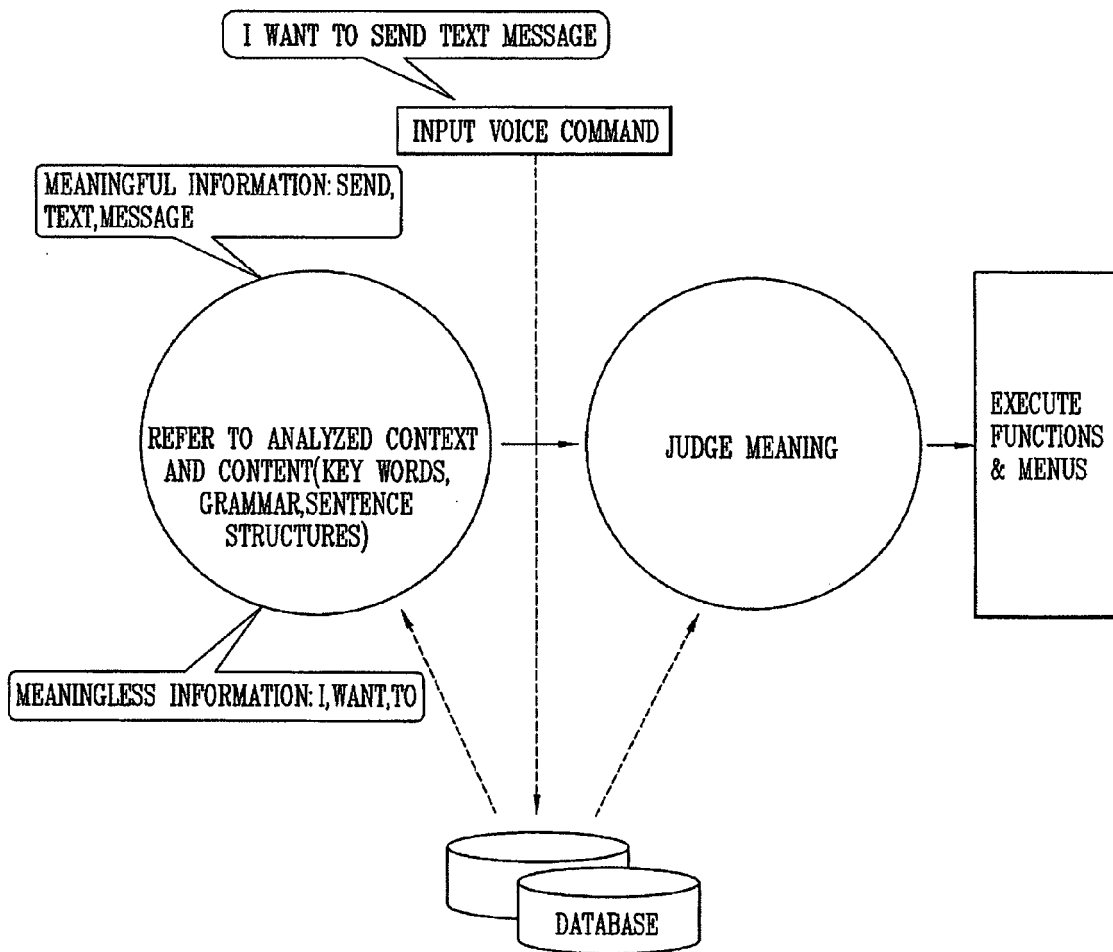 I WANT TO SEND TEXT MESSAGE
INPUT VOICE COMMAND
MEANINGFUL INFORMATION: SEND,
TEXT,MESSAGE
REFER TO ANALYZED CONTEXT
AND CONTENT(KEY WORDS,
GRAMMAR,SENTENCE
STRUCTURES)
JUDGE MEANING
EXECUTE
FUNCTIONS
& MENUS
MEANINGLESS INFORMATION: I,WANT,TO
DATABASE